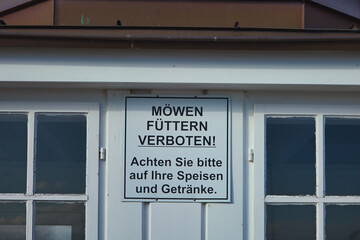 MÖWEN
FÜTTERN
VERBOTEN!
Achten Sie bitte
auf Ihre Speisen
und Getränke.